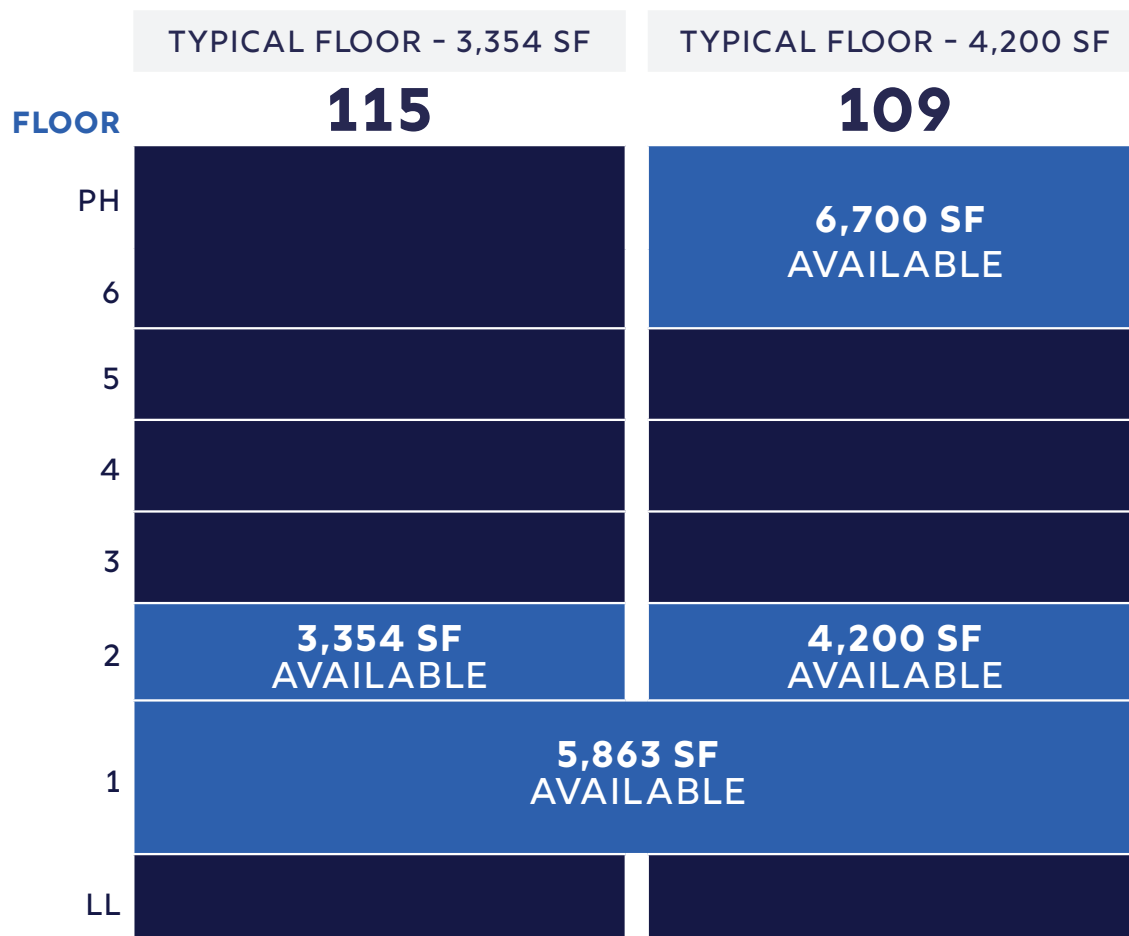 TYPICAL FLOOR - 3,354 SF
TYPICAL FLOOR - 4,200 SF
FLOOR
115
109
PH
6,700 SF
AVAILABLE
6
5
4
3
2
3,354 SF
AVAILABLE
4,200 SF
AVAILABLE
1
5,863 SF
AVAILABLE
LL